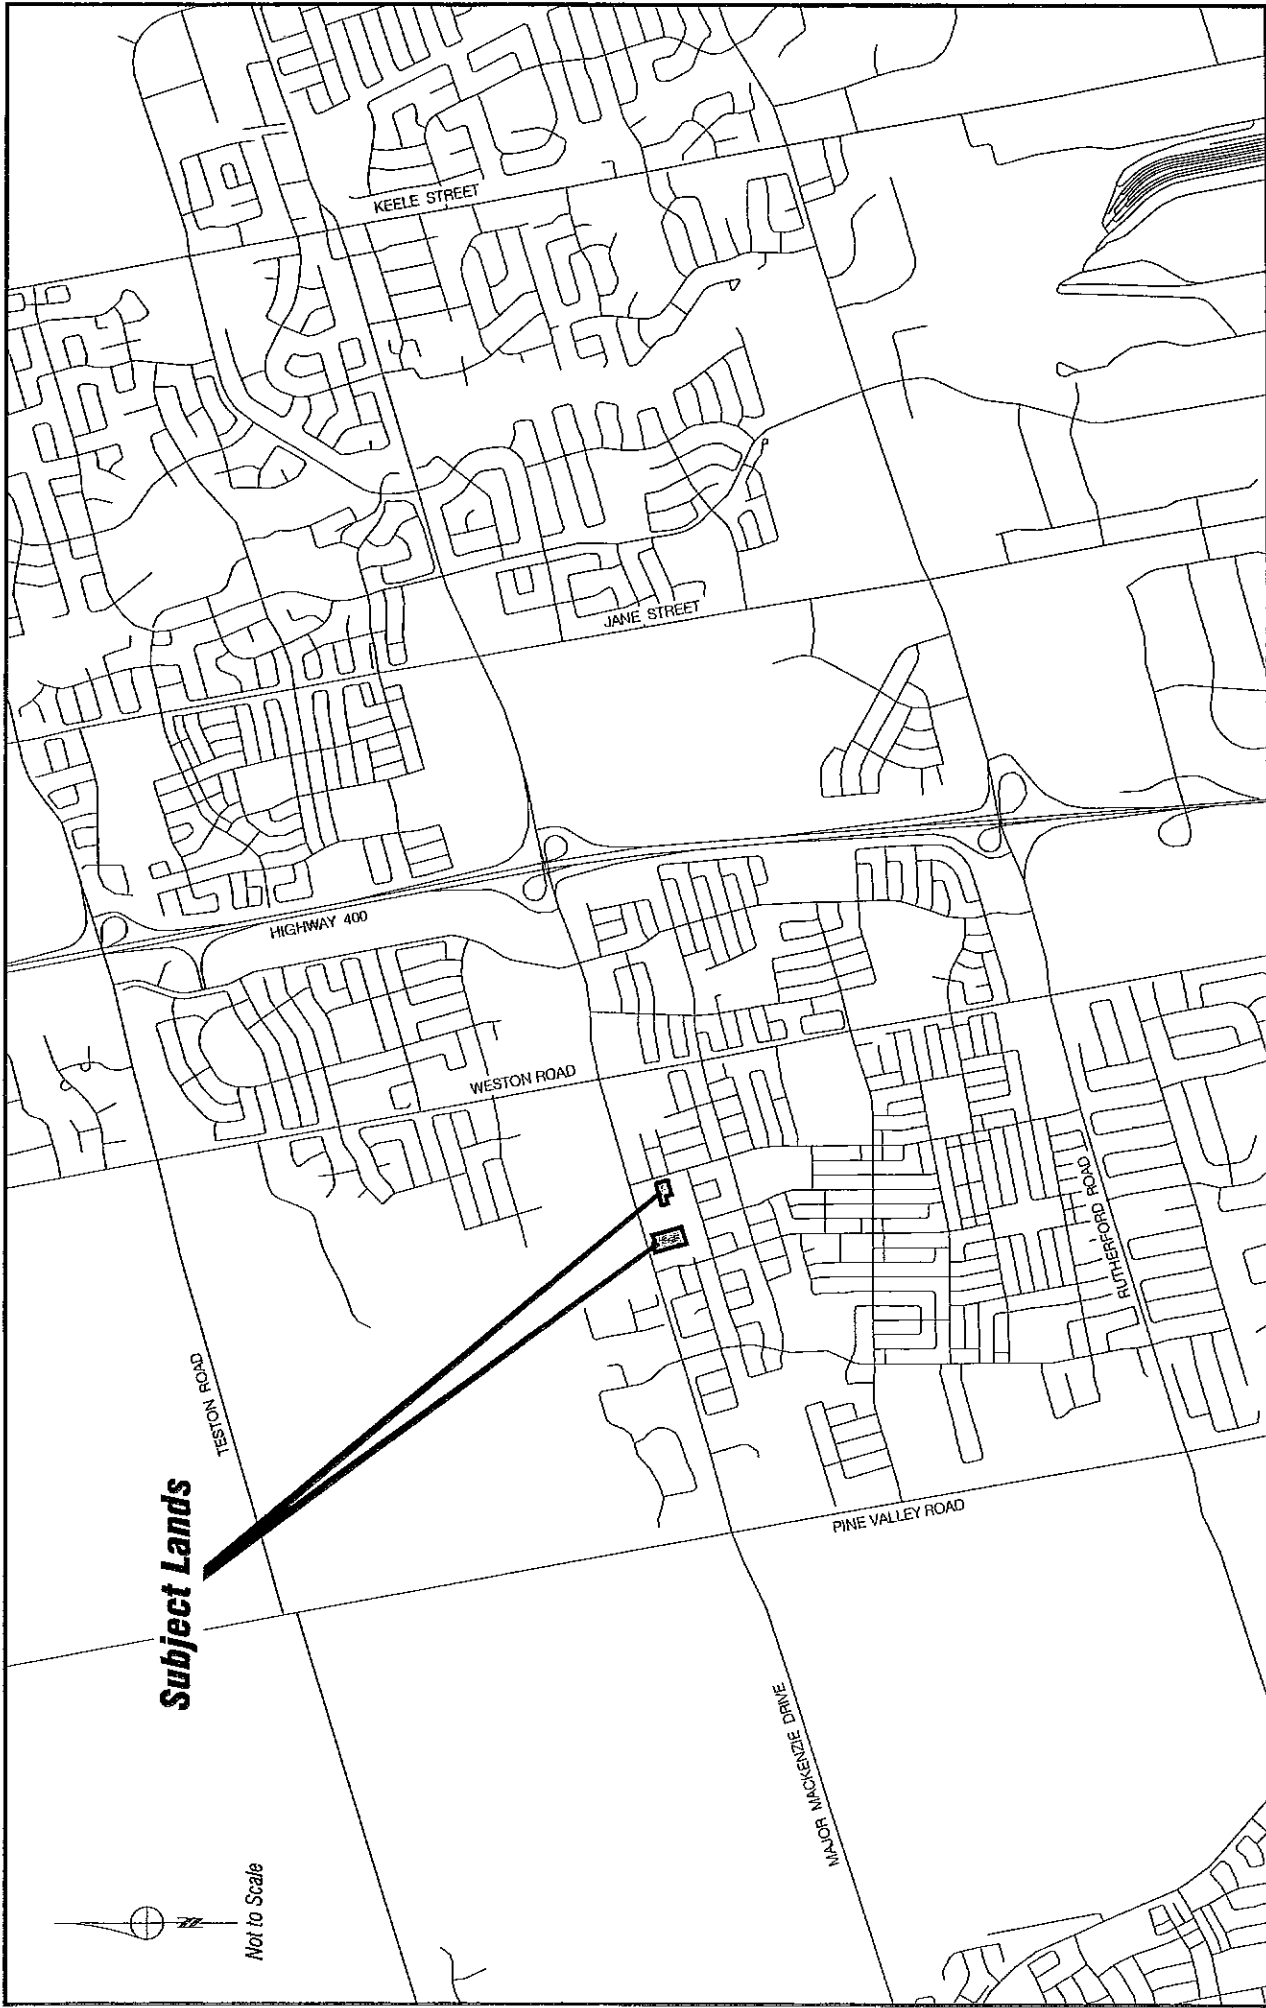 Subject Lands
Not to Scale
TESTON ROAD
MAJOR MACKENZIE DRIVE
PINE VALLEY ROAD
RUTHERFORD ROAD
WESTON ROAD
HIGHWAY 400
JANE STREET
KEELE STREET